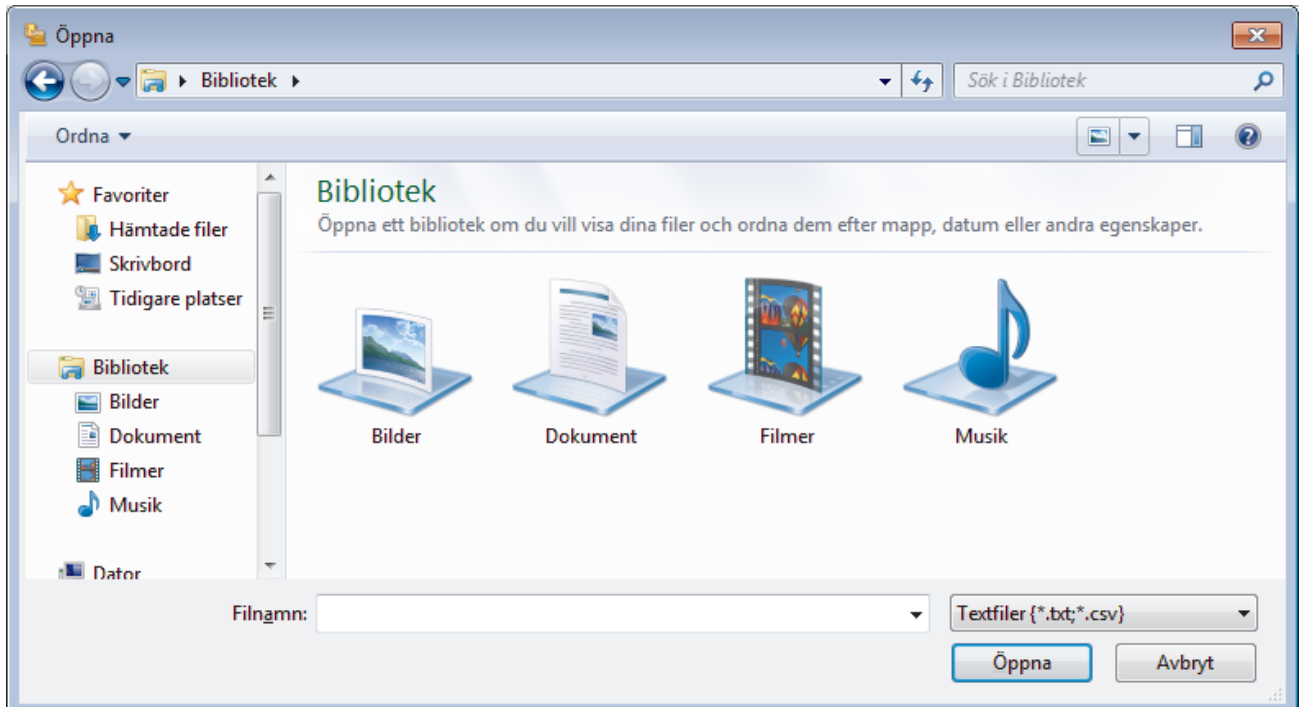 Öppna
Bibliotek
Sök i Bibliotek
Ordna
Favoriter
Hämtade filer
Skrivbord
Tidigare platser
Bibliotek
Bilder
Dokument
Filmer
Musik
Dator
Bibliotek
Öppna ett bibliotek om du vill visa dina filer och ordna dem efter mapp, datum eller andra egenskaper.
Bilder Dokument Filmer Musik
Filnamn:
Textfiler {*.txt;*.csv}
Öppna Avbryt